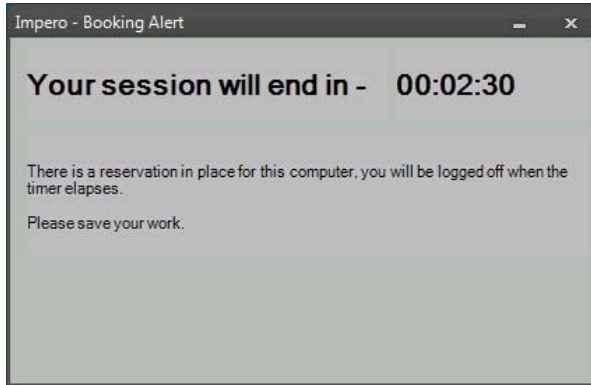 Impero - Booking Alert
Your session will end in - 00:02:30
There is a reservation in place for this computer, you will be logged off when the
timer elapses.
Please save your work.